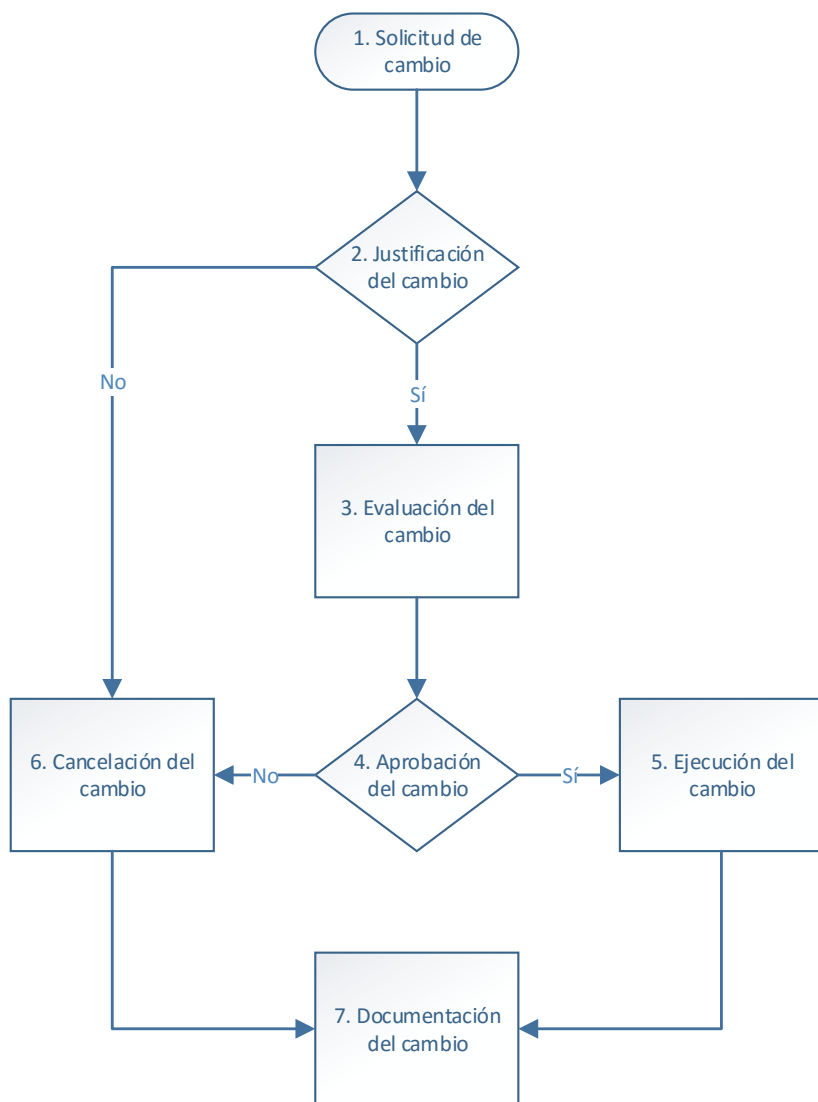 1. Solicitud de
cambio
2. Justificación
del cambio
No
Sí
3. Evaluación del
cambio
6. Cancelación del
cambio
No
4. Aprobación
del cambio
Sí
5. Ejecución del
cambio
7. Documentación
del cambio